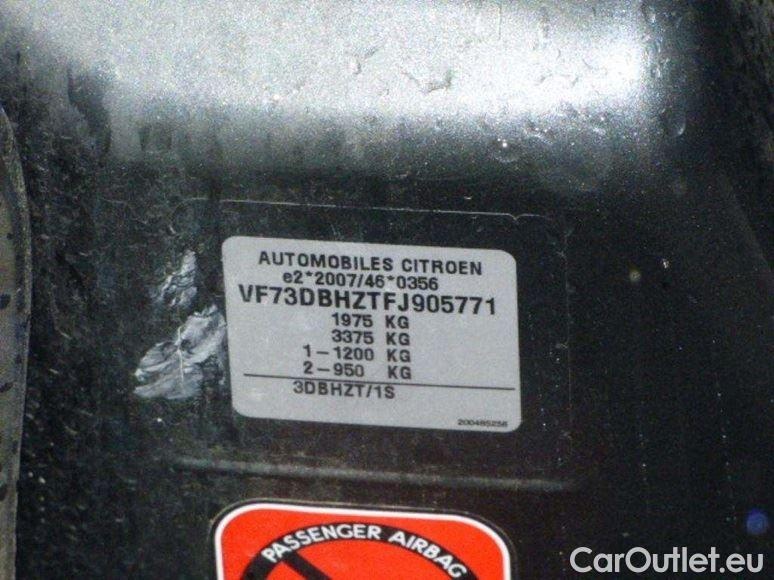 AUTOMOBILES CITROEN
e2*2007/46*0356
VF73DBHZTFJ905771
1975 KG
3375 KG
1-1200 KG
2-950 KG
3DBHZT/1S
200485258
PASSENGER AIRBAG
CarOutlet.eu